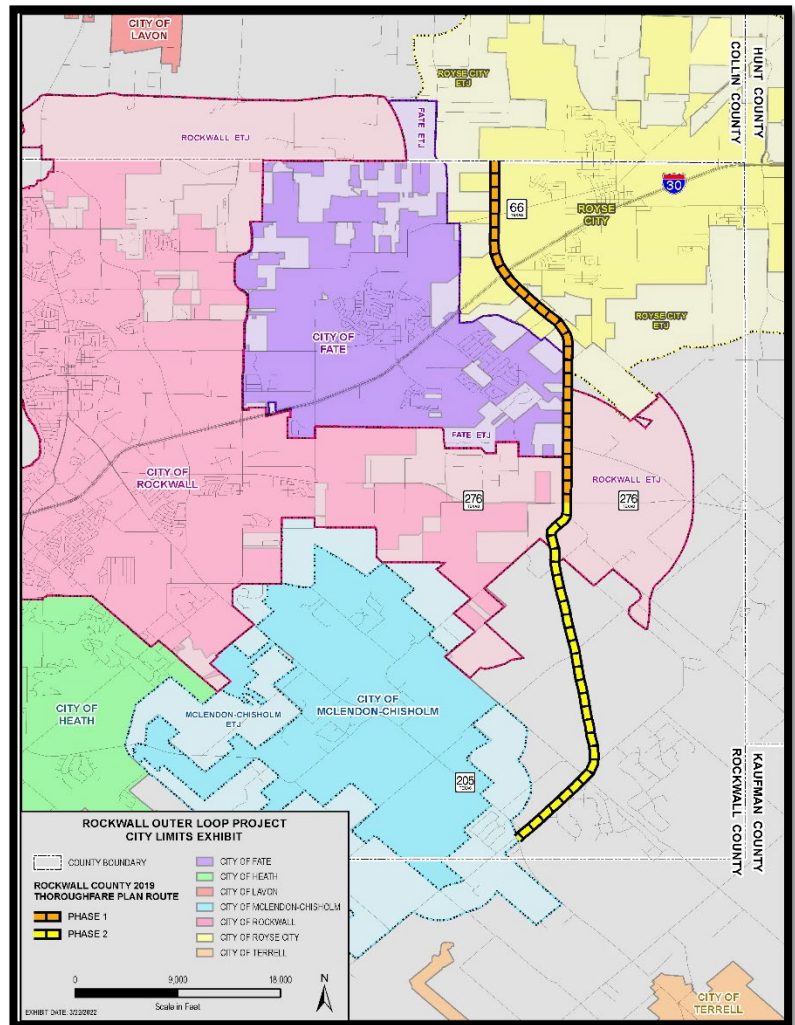 CITY OF
LAVON
ROYSE CITY
ETJ
HUNT COUNTY
COLLIN COUNTY
FATE ETJ
ROCKWALL ETJ
30
66
TEXAS
ROYSE
CITY
ROYSE CITY
ETJ
CITY OF
FATE
FATE ETJ
CITY OF
ROCKWALL
276
TEXAS
ROCKWALL ETJ
276
TEXAS
CITY OF
HEATH
MCLENDON-CHISHOLM
ETJ
CITY OF
MCLENDON-CHISHOLM
205
TEXAS
KAUFMAN COUNTY
ROCKWALL COUNTY
ROCKWALL OUTER LOOP PROJECT
CITY LIMITS EXHIBIT
COUNTY BOUNDARY
ROCKWALL COUNTY 2019
THOROUGHFARE PLAN ROUTE
PHASE 1
PHASE 2
CITY OF FATE
CITY OF HEATH
CITY OF LAVON
CITY OF MCLENDON-CHISHOLM
CITY OF ROCKWALL
CITY OF ROYSE CITY
CITY OF TERRELL
0 9,000 18,000
Scale in Feet
N
EXHIBIT DATE: 3/22/2022
CITY OF
TERRELL